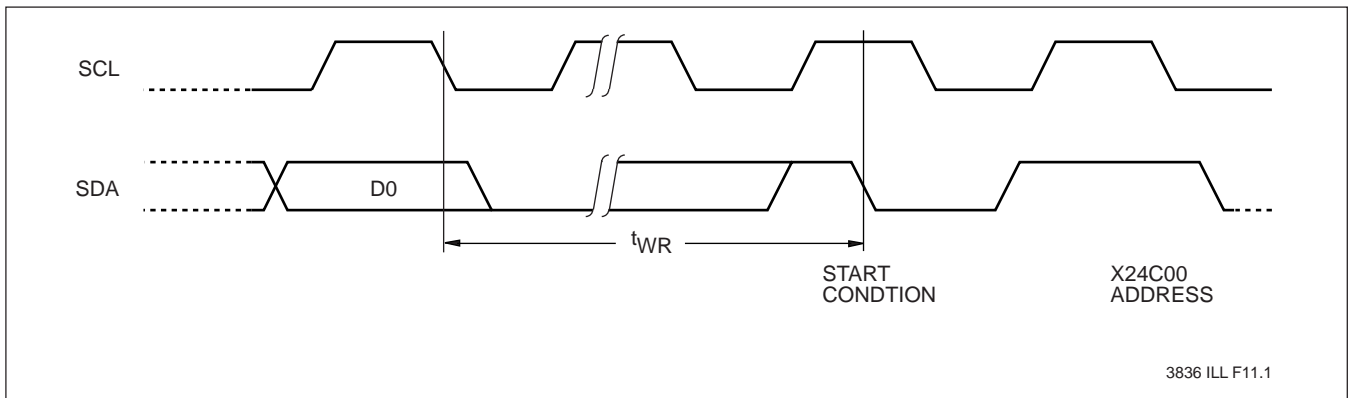 SCL
SDA
D0
tWR
START
CONDTION
X24C00
ADDRESS
3836 ILL F11.1